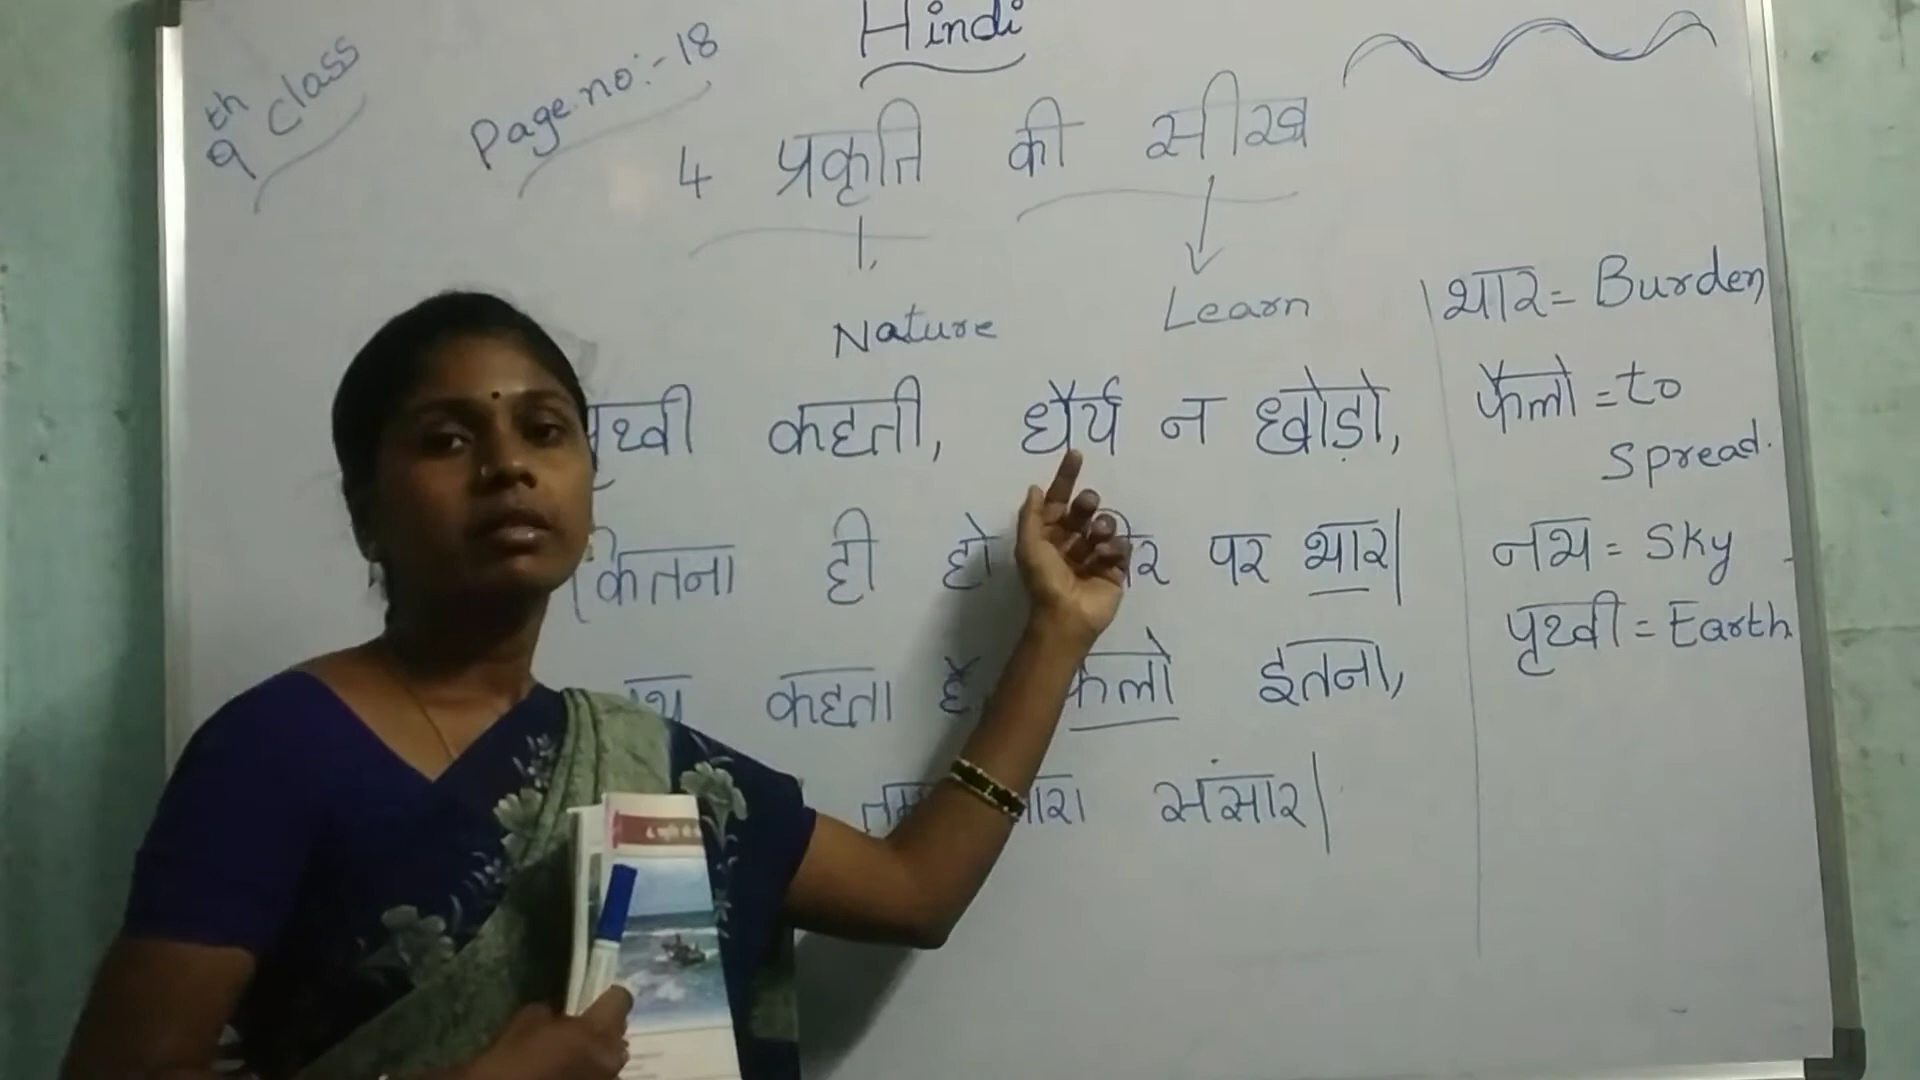 Hindi
9th Class
Page.no:-18
4 प्रकृति की सीख
Nature
Learn
पृथ्वी कहती, धैर्य न छोड़ो,
कितना ही हो पर भार|
कहता है, फैलो इतना,
संसार|
भार = Burden
फैलो = to
Spread.
नभ = Sky
पृथ्वी = Earth